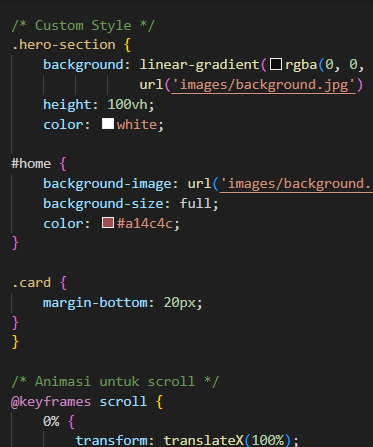 /* Custom Style */
.hero-section {
background: linear-gradient(rgba(0, 0,
url('images/background.jpg')
height: 100vh;
color: white;
#home {
background-image: url('images/background.
background-size: full;
color: #a14c4c;
}
.card {
margin-bottom: 20px;
}
}
/* Animasi untuk scroll */
@keyframes scroll {
0% {
transform: translateX(100%);